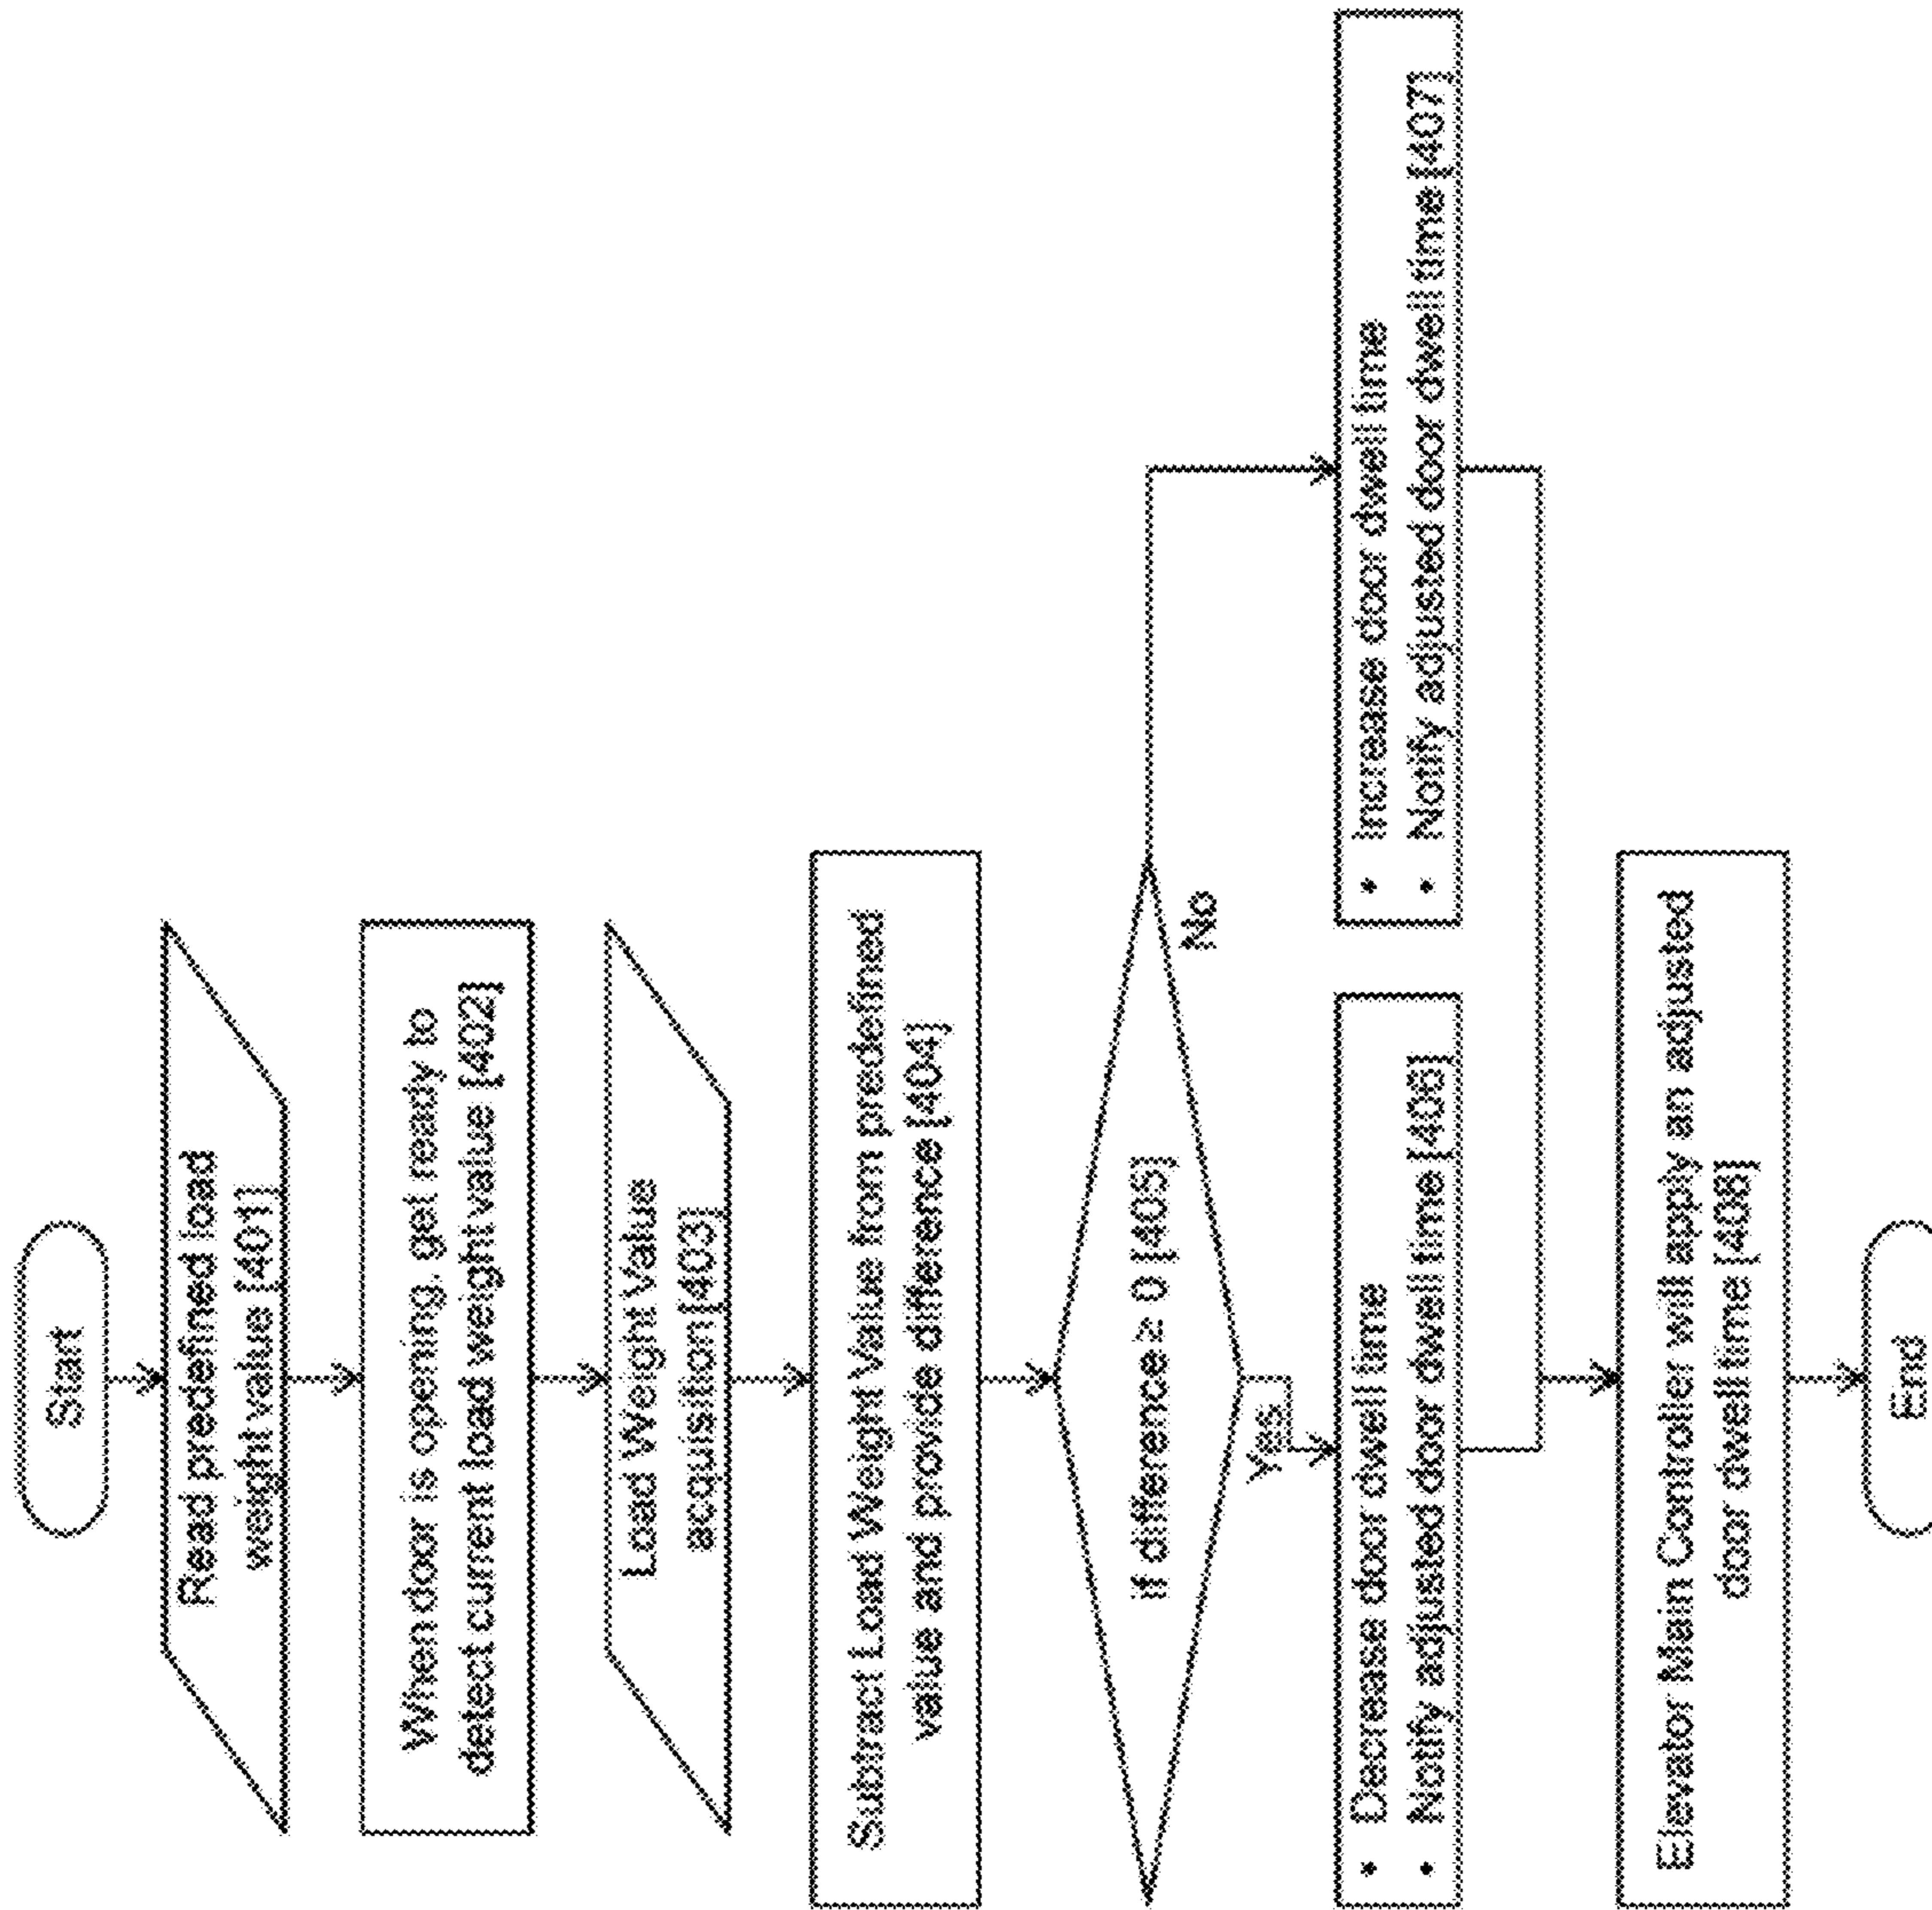 Start
Read predefined load
weight value [401]
When door is opening, get ready to
detect current load weight value [402]
Load Weight Value
acquisition [403]
Subtract Load Weight Value from predefined
value and provide difference [404]
If difference ≥ 0 [405]
Yes
No
• Decrease door dwell time
• Notify adjusted door dwell time [406]
• Increase door dwell time
• Notify adjusted door dwell time [407]
Elevator Main Controller will apply an adjusted
door dwell time [408]
End